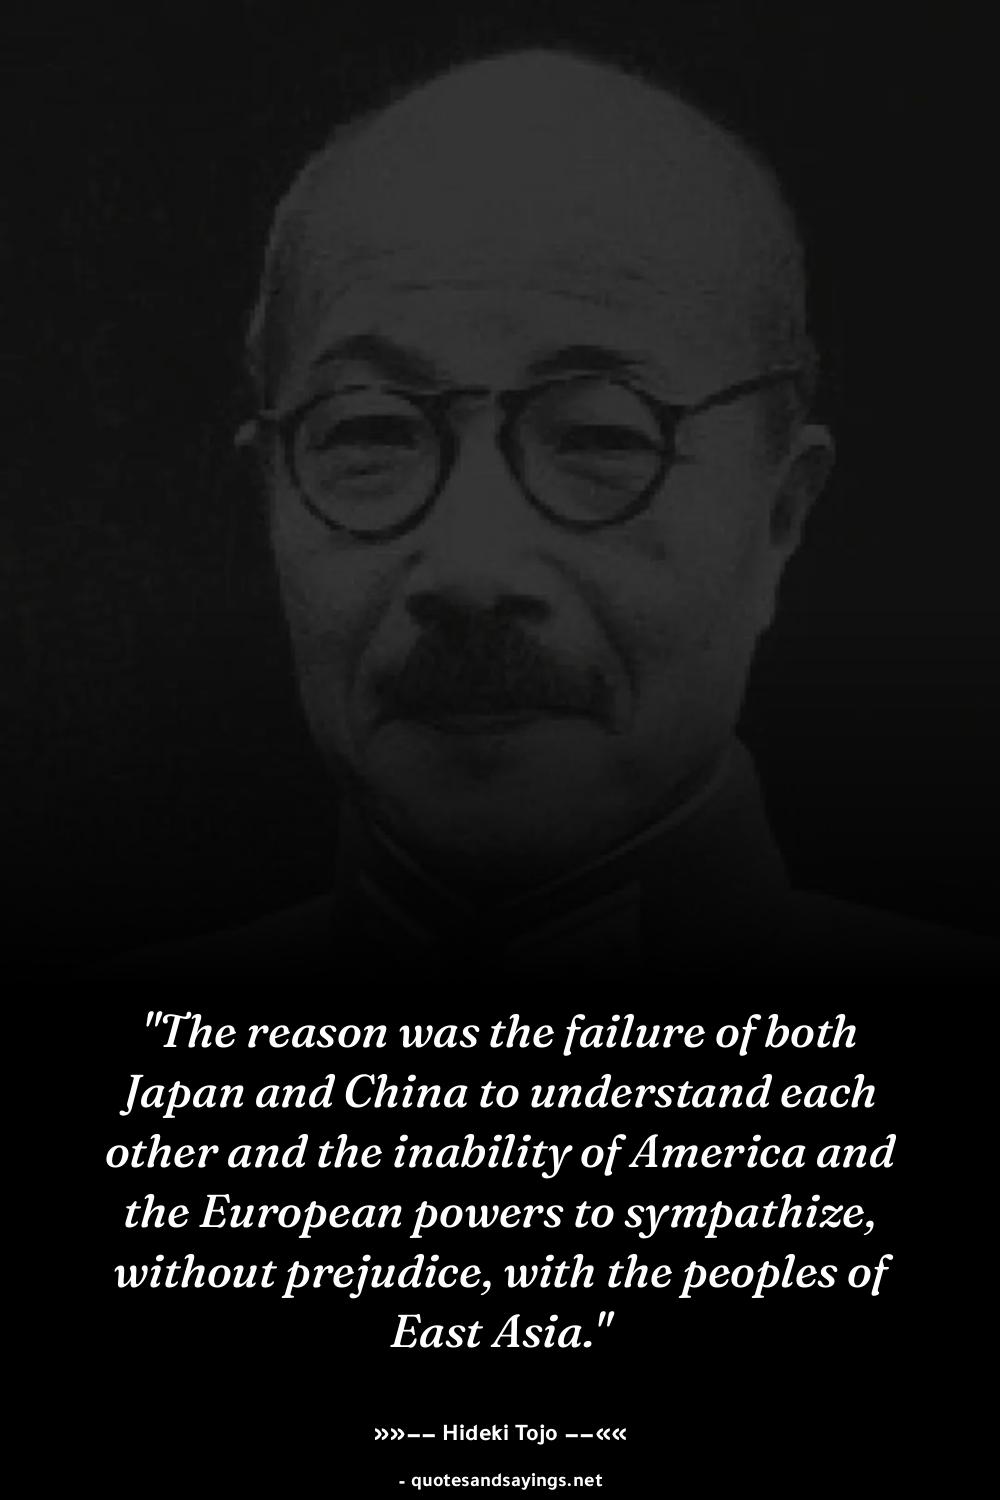 "The reason was the failure of both
Japan and China to understand each
other and the inability of America and
the European powers to sympathize,
without prejudice, with the peoples of
East Asia."
»»−− Hideki Tojo −−««
- quotesandsayings.net